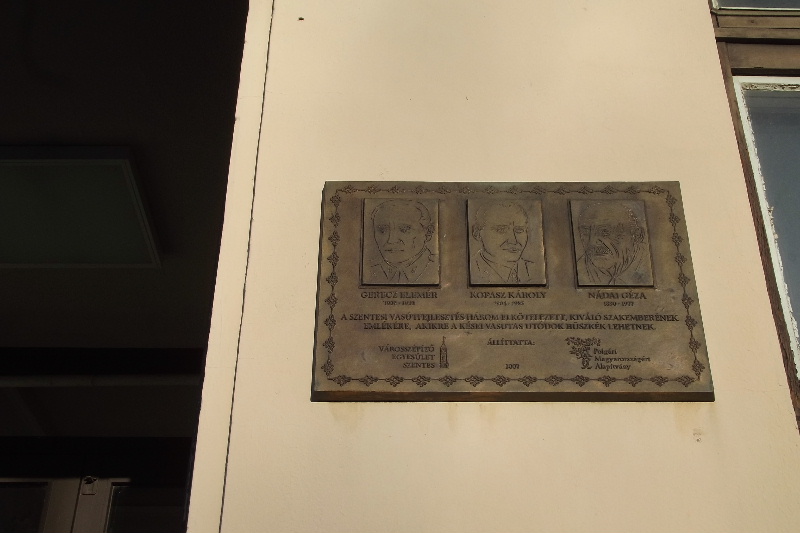 GERECZ ELEMÉR
KOPASZ KÁROLY
NÁDAI GÉZA
A SZENTESI VASÚTFEJLESZTÉS HÁROM ELKÖTELEZETT, KIVÁLÓ SZAKEMBERÉNEK
EMLÉKÉRE, AKIKRE A KÉSEI VASUTAS UTÓDOK BÜSZKÉK LEHETNEK.
ÁLLÍTTATTA:
VÁROSSZÉPÍTŐ
EGYESÜLET
SZENTES
Polgári
Magyarországért
Alapítvány